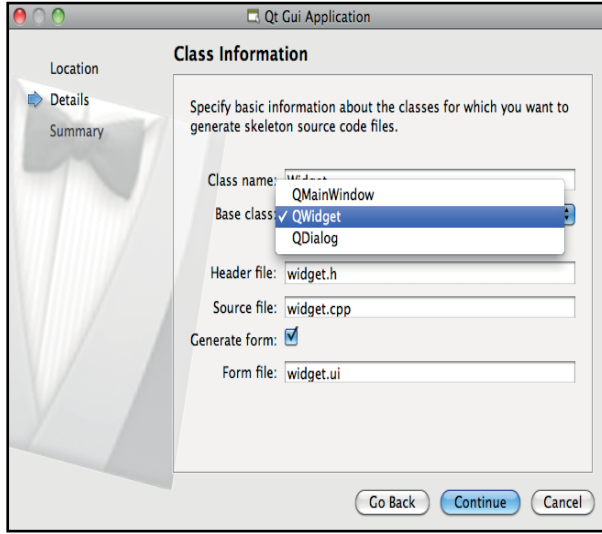 Qt Gui Application
Class Information
Location
Details
Summary
Specify basic information about the classes for which you want to
generate skeleton source code files.
Class name: Widget
QMainWindow
Base class: ✓ QWidget
QDialog
Header file: widget.h
Source file: widget.cpp
Generate form:
Form file: widget.ui
Go Back Continue Cancel